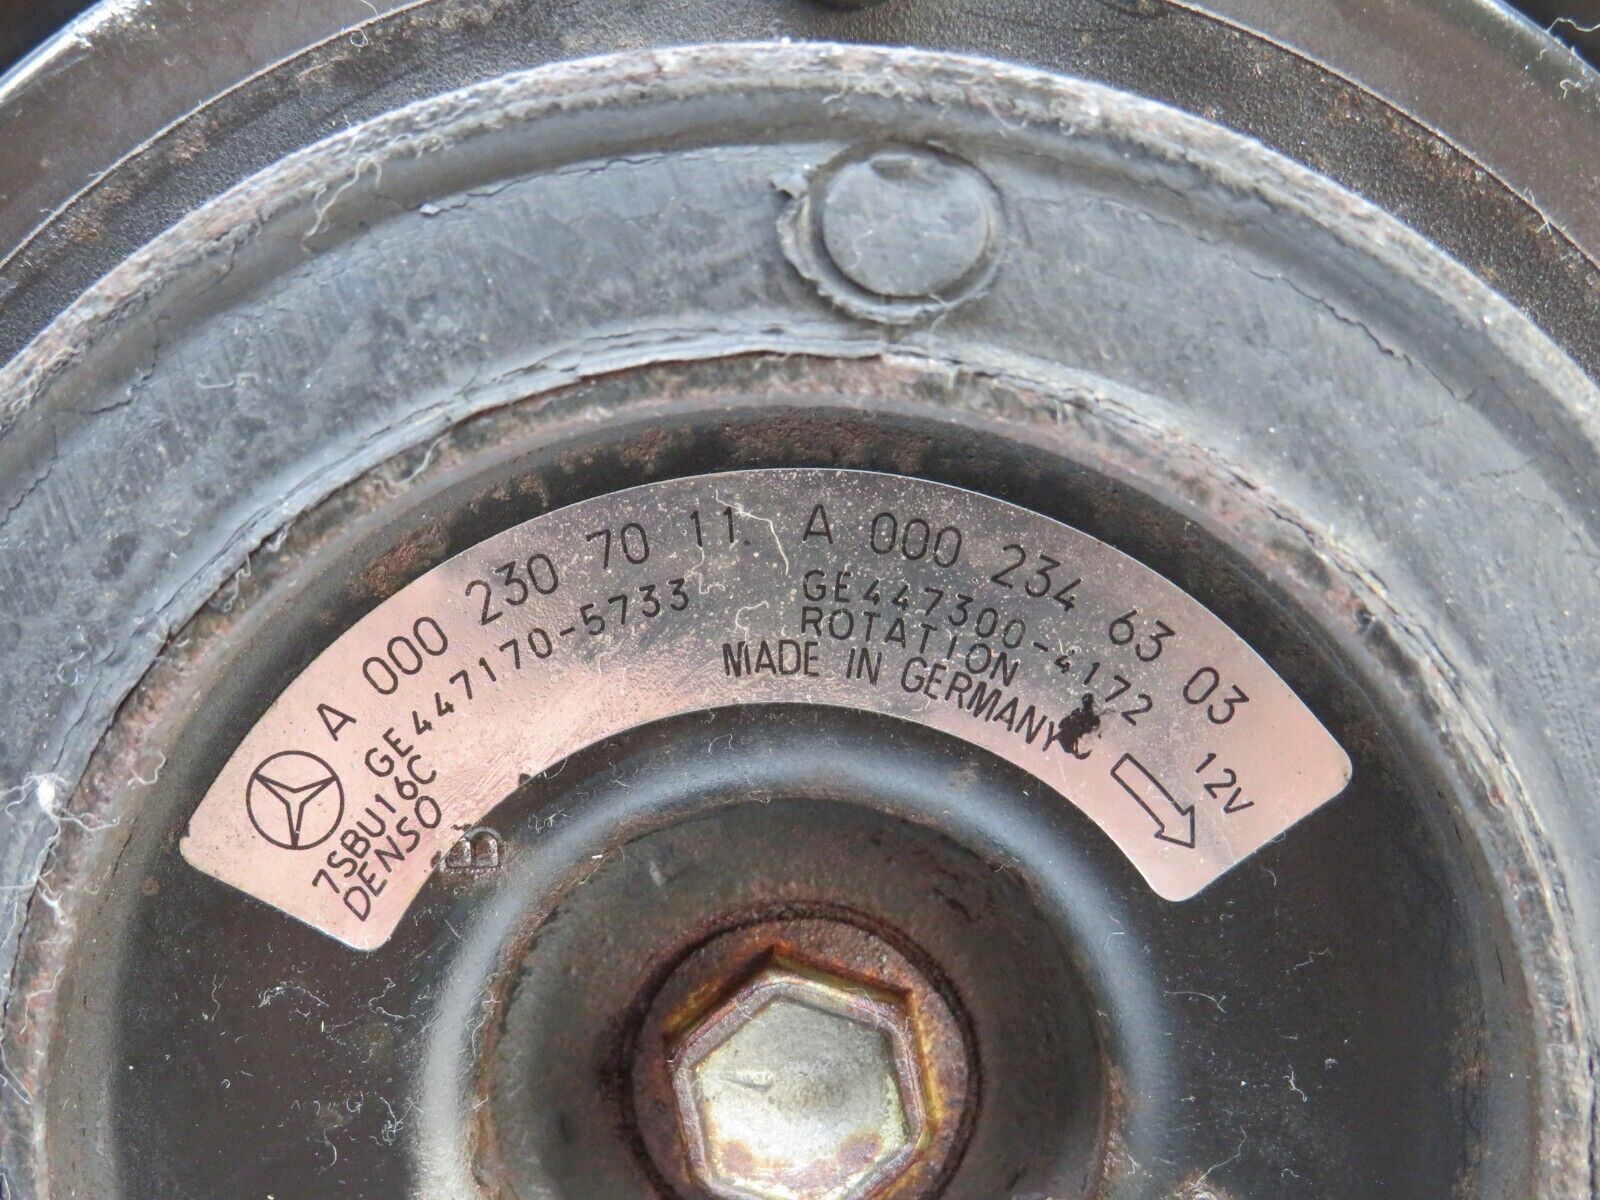 A 000 230 70 11 A 000 234 63 03
GE447170-5733 GE447300-4172 12V
7SBU16C ROTATION
DENSO MADE IN GERMANY
B